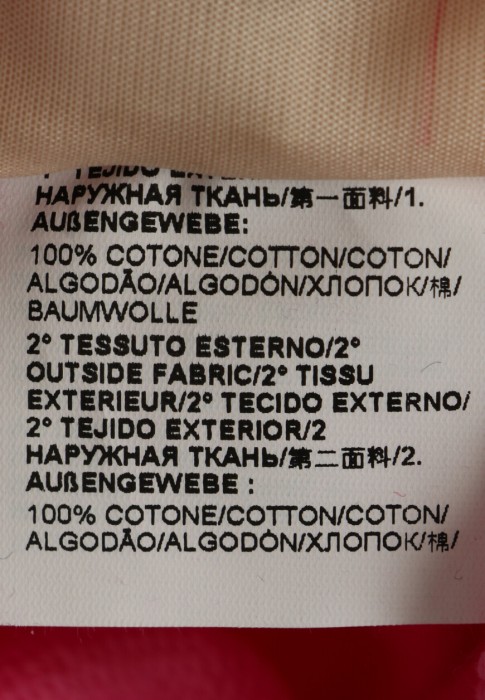 НАРУЖНАЯ ТКАНЬ/第一面料/1.
AUßENGEWEBE:
100% COTONE/COTTON/COTON/
ALGODÃO/ALGODÓN/ХЛОПОК/棉/
BAUMWOLLE
2° TESSUTO ESTERNO/2°
OUTSIDE FABRIC/2° TISSU
EXTERIEUR/2° TECIDO EXTERNO/
2° TEJIDO EXTERIOR/2
НАРУЖНАЯ ТКАНЬ/第二面料/2.
AUßENGEWEBE :
100% COTONE/COTTON/COTON/
ALGODÃO/ALGODÓN/ХЛОПОК/棉/